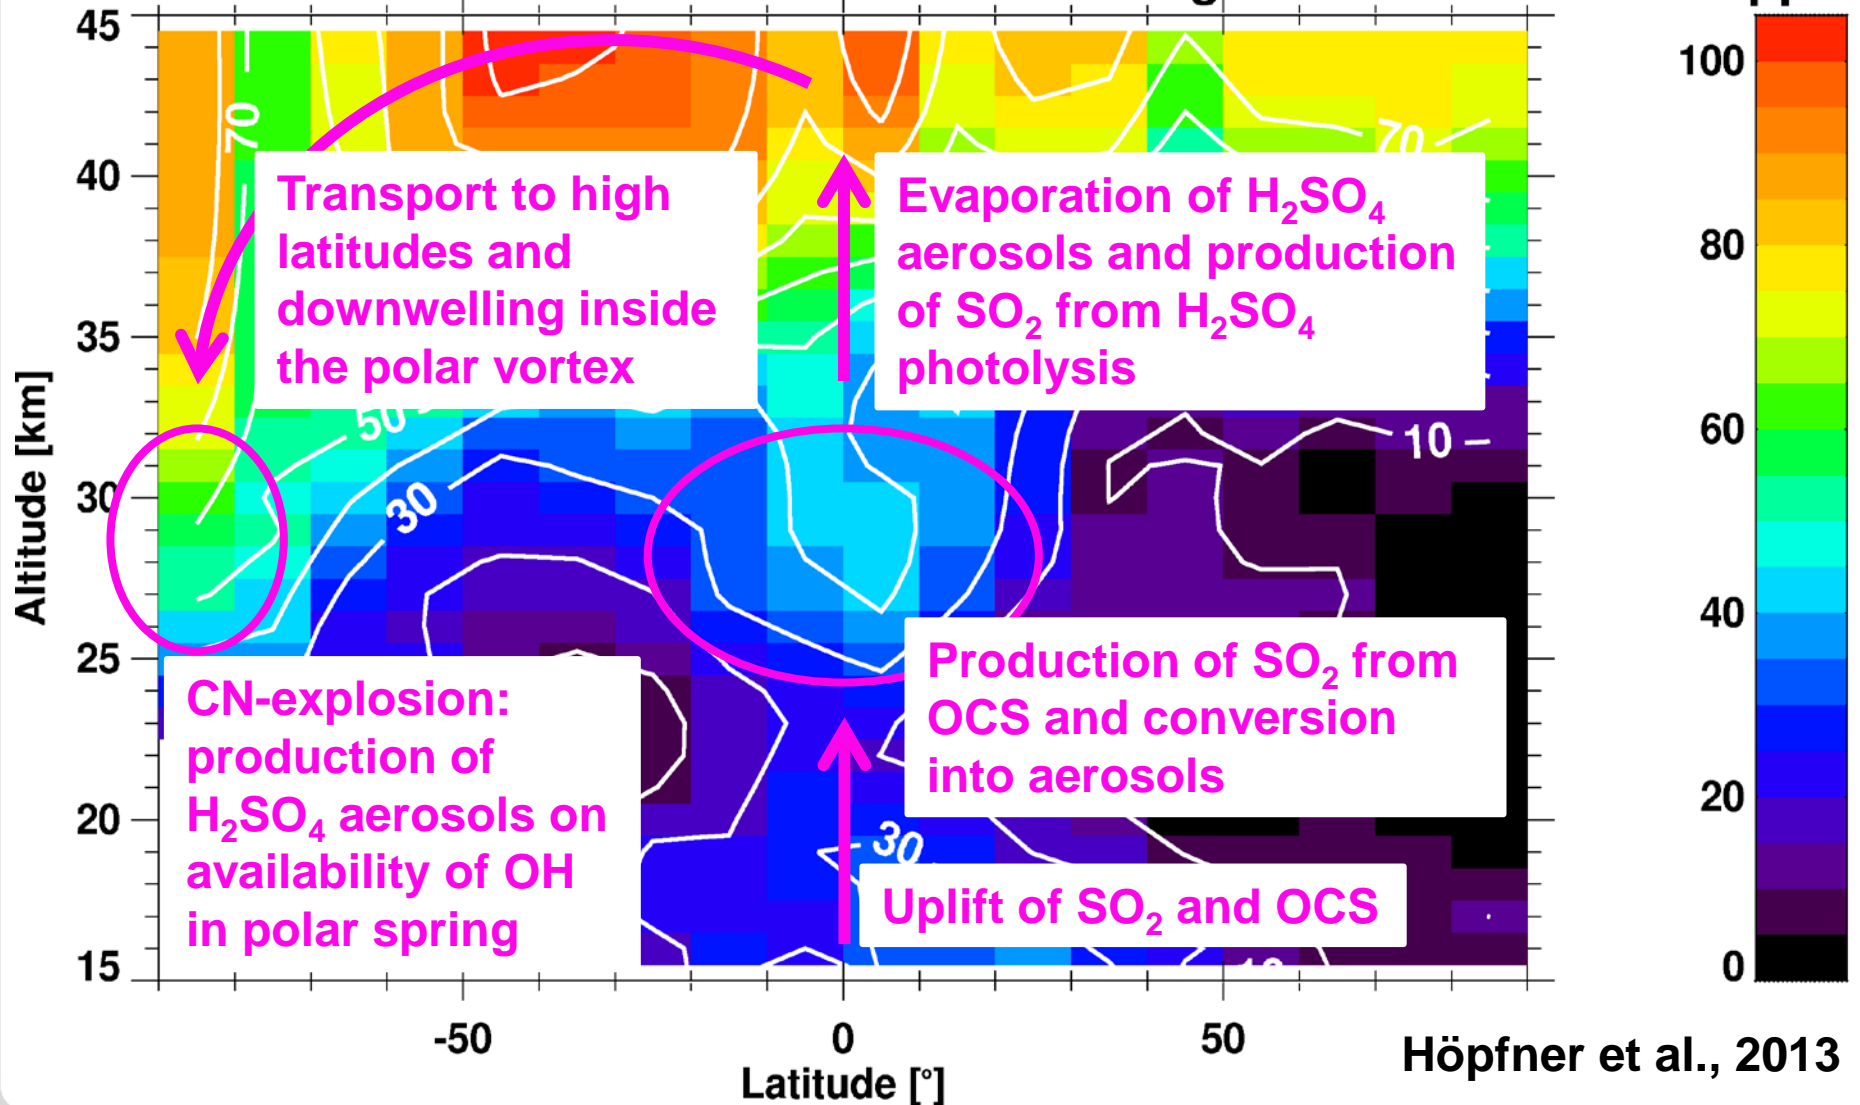 45
40
35
30
25
20
15
Altitude [km]
-50
0
50
Latitude [°]
100
80
60
40
20
0
70
70
50
30
10
30
Transport to high
latitudes and
downwelling inside
the polar vortex
Evaporation of H₂SO₄
aerosols and production
of SO₂ from H₂SO₄
photolysis
CN-explosion:
production of
H₂SO₄ aerosols on
availability of OH
in polar spring
Production of SO₂ from
OCS and conversion
into aerosols
Uplift of SO₂ and OCS
Höpfner et al., 2013